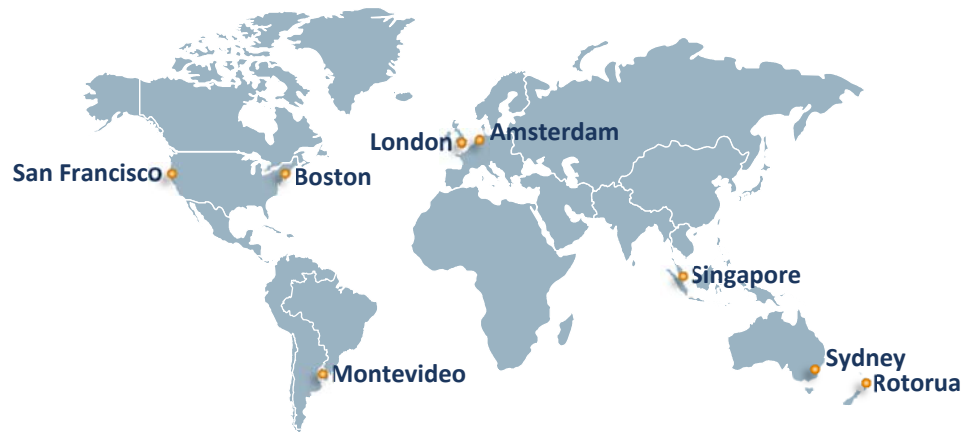 London
Amsterdam
San Francisco
Boston
Singapore
Sydney
Montevideo
Rotorua